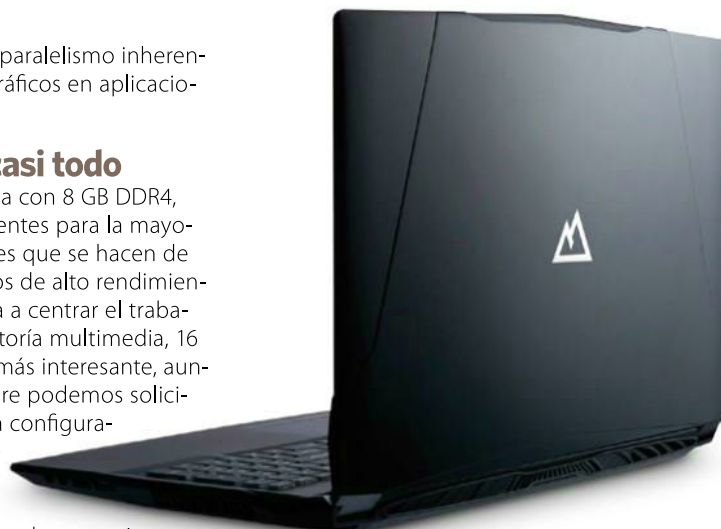 paralelismo inheren-
ráficos en aplicacio-
casi todo
a con 8 GB DDR4,
entes para la mayo-
es que se hacen de
os de alto rendimien-
a a centrar el traba-
toría multimedia, 16
más interesante, aun-
re podemos solici-
a configura-